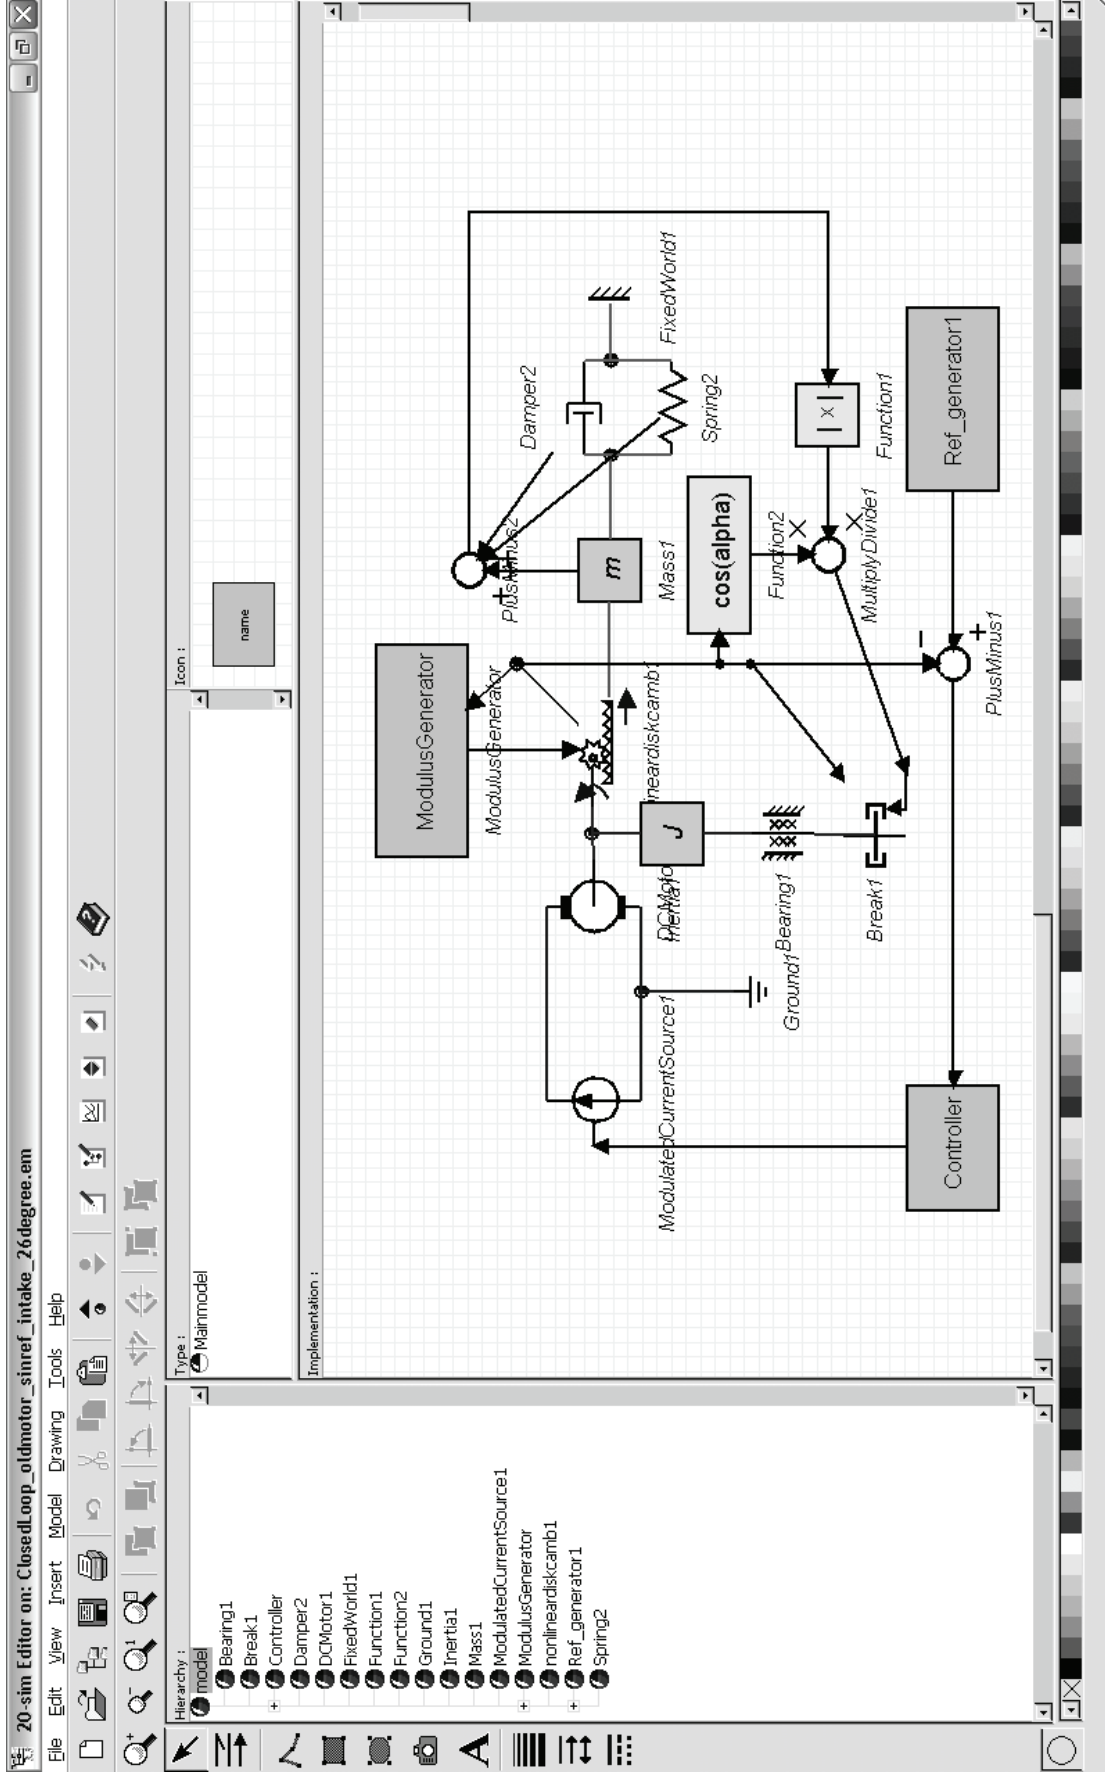 20-sim Editor on: ClosedLoop_oldmotor_sinref_intake_26degree.em
File Edit View Insert Model Drawing Tools Help
Hierarchy :
model
Bearing1
Break1
Controller
Damper2
DCMotor1
FixedWorld1
Function1
Function2
Ground1
Inertia1
Mass1
ModulatedCurrentSource1
ModulusGenerator
nonlineardiskcamb1
Ref_generator1
Spring2
Type :
Mainmodel
Icon :
name
Implementation :
ModulusGenerator
ModulusGenerator
PlusMinus2
Damper2
m
Mass1
Spring2
FixedWorld1
J
ModulatedCurrentSource1
cos(alpha)
Function2
Ground1
Bearing1
| x |
Function1
MultiplyDivide1
Break1
Controller
Ref_generator1
PlusMinus1